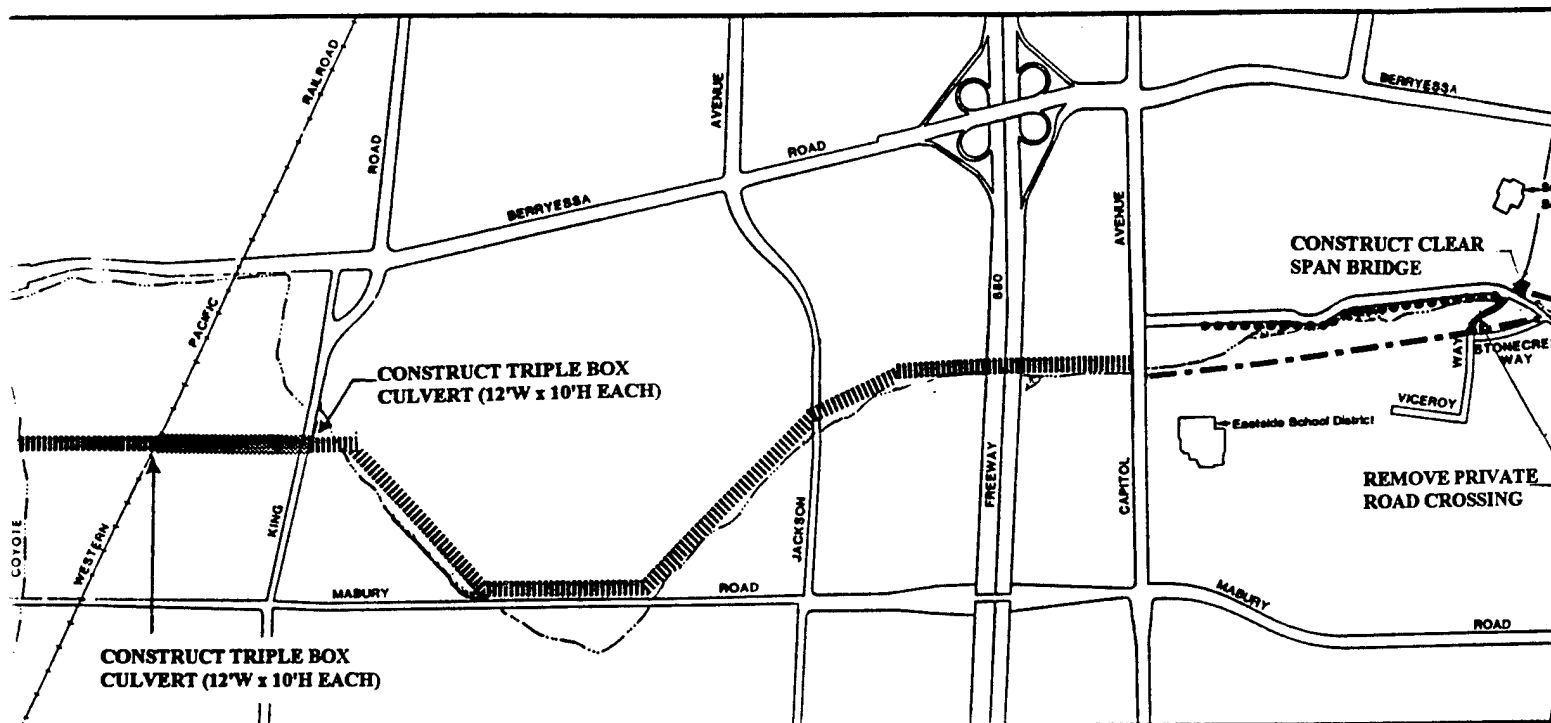 RAILROAD
ROAD
AVENUE
ROAD
BERRYESSA
BERRYESSA
AVENUE
680
PACIFIC
CONSTRUCT CLEAR
SPAN BRIDGE
CONSTRUCT TRIPLE BOX
CULVERT (12'W x 10'H EACH)
WAY
STONECRE
WAY
VICEROY
Eastside School District
REMOVE PRIVATE
ROAD CROSSING
COYOTE
WESTERN
KING
JACKSON
FREEWAY
CAPITOL
MABURY
ROAD
MABURY
ROAD
CONSTRUCT TRIPLE BOX
CULVERT (12'W x 10'H EACH)